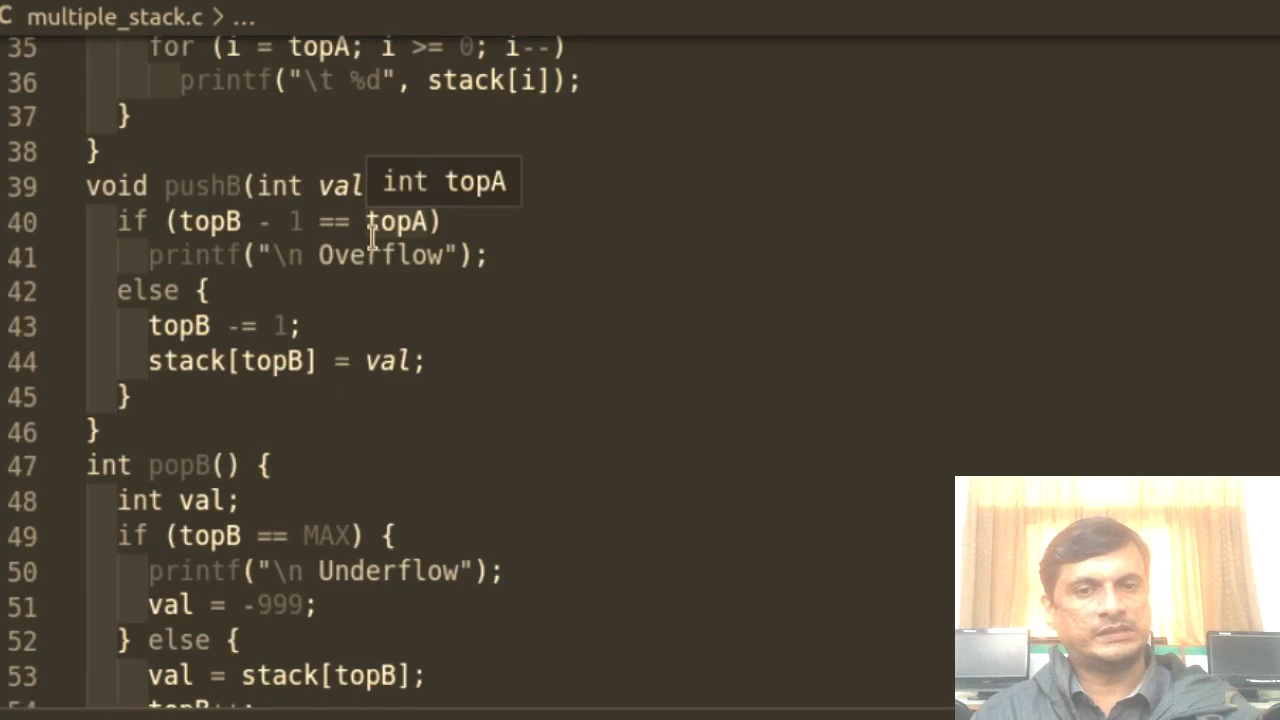 C multiple_stack.c > ...
35 for (i = topA; i >= 0; i--)
36 printf("\t %d", stack[i]);
37 }
38 }
39 void pushB(int val
int topA
40 if (topB - 1 == topA)
41 printf("\n Overflow");
42 else {
43 topB -= 1;
44 stack[topB] = val;
45 }
46 }
47 int popB() {
48 int val;
49 if (topB == MAX) {
50 printf("\n Underflow");
51 val = -999;
52 } else {
53 val = stack[topB];
54 topB++;